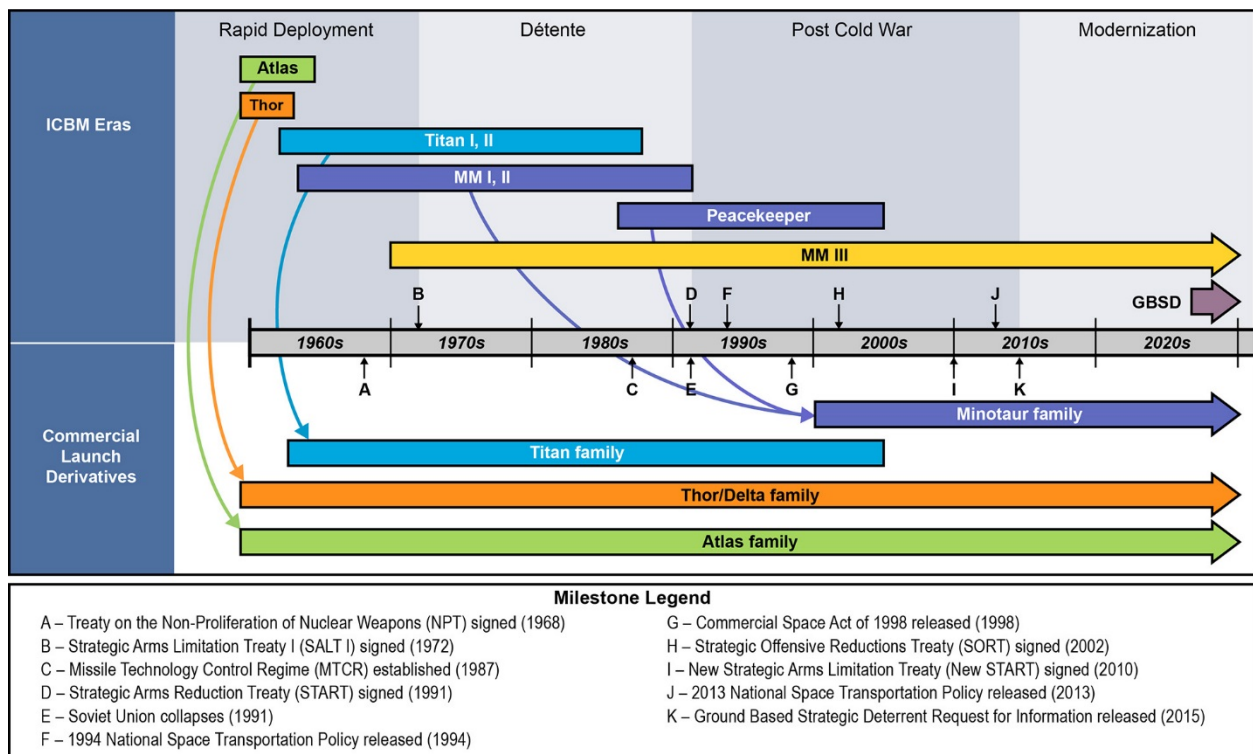 Rapid Deployment
Détente
Post Cold War
Modernization
ICBM Eras
Atlas
Thor
Titan I, II
MM I, II
Peacekeeper
MM III
GBSD
B
D
F
H
J
1960s
1970s
1980s
1990s
2000s
2010s
2020s
A
C
E
G
I
K
Commercial
Launch
Derivatives
Minotaur family
Titan family
Thor/Delta family
Atlas family
Milestone Legend
A – Treaty on the Non-Proliferation of Nuclear Weapons (NPT) signed (1968)
B – Strategic Arms Limitation Treaty I (SALT I) signed (1972)
C – Missile Technology Control Regime (MTCR) established (1987)
D – Strategic Arms Reduction Treaty (START) signed (1991)
E – Soviet Union collapses (1991)
F – 1994 National Space Transportation Policy released (1994)
G – Commercial Space Act of 1998 released (1998)
H – Strategic Offensive Reductions Treaty (SORT) signed (2002)
I – New Strategic Arms Limitation Treaty (New START) signed (2010)
J – 2013 National Space Transportation Policy released (2013)
K – Ground Based Strategic Deterrent Request for Information released (2015)